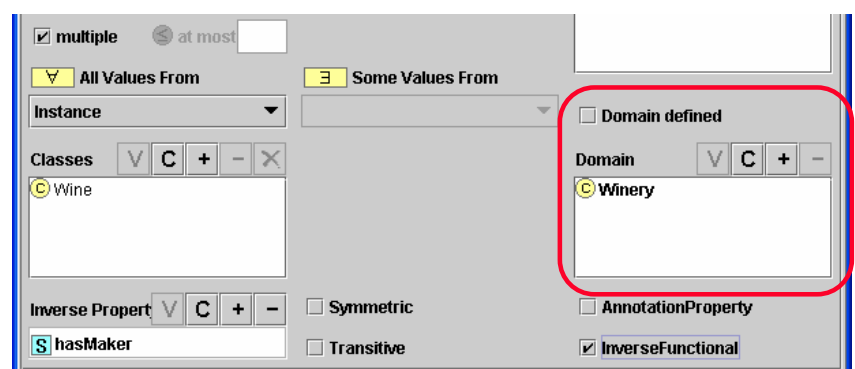 multiple ≤ at most
∀ All Values From ∃ Some Values From
Instance Domain defined
Classes V C + − Domain V C + −
C Wine C Winery
Inverse Propert V C + − Symmetric AnnotationProperty
S hasMaker Transitive InverseFunctional